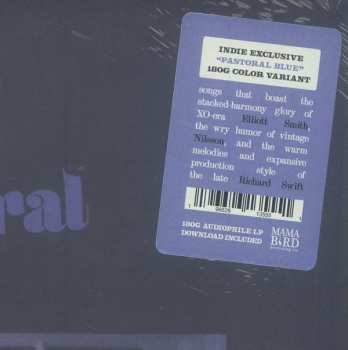 INDIE EXCLUSIVE
"PASTORAL BLUE"
180G COLOR VARIANT
songs that boast the
stacked-harmony glory of
XO-era Elliott Smith,
the wry humor of vintage
Nilsson, and the warm
melodies and expansive
production style of
the late Richard Swift
ral
180G AUDIOPHILE LP
DOWNLOAD INCLUDED
MAMA
BIRD